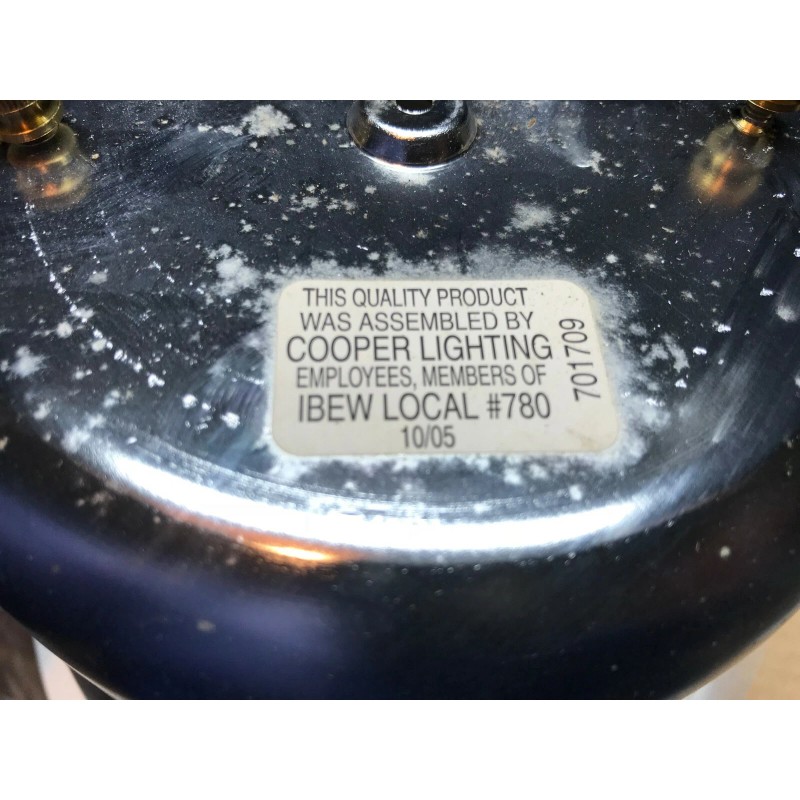 THIS QUALITY PRODUCT
WAS ASSEMBLED BY
COOPER LIGHTING
EMPLOYEES, MEMBERS OF
IBEW LOCAL #780
10/05
701709